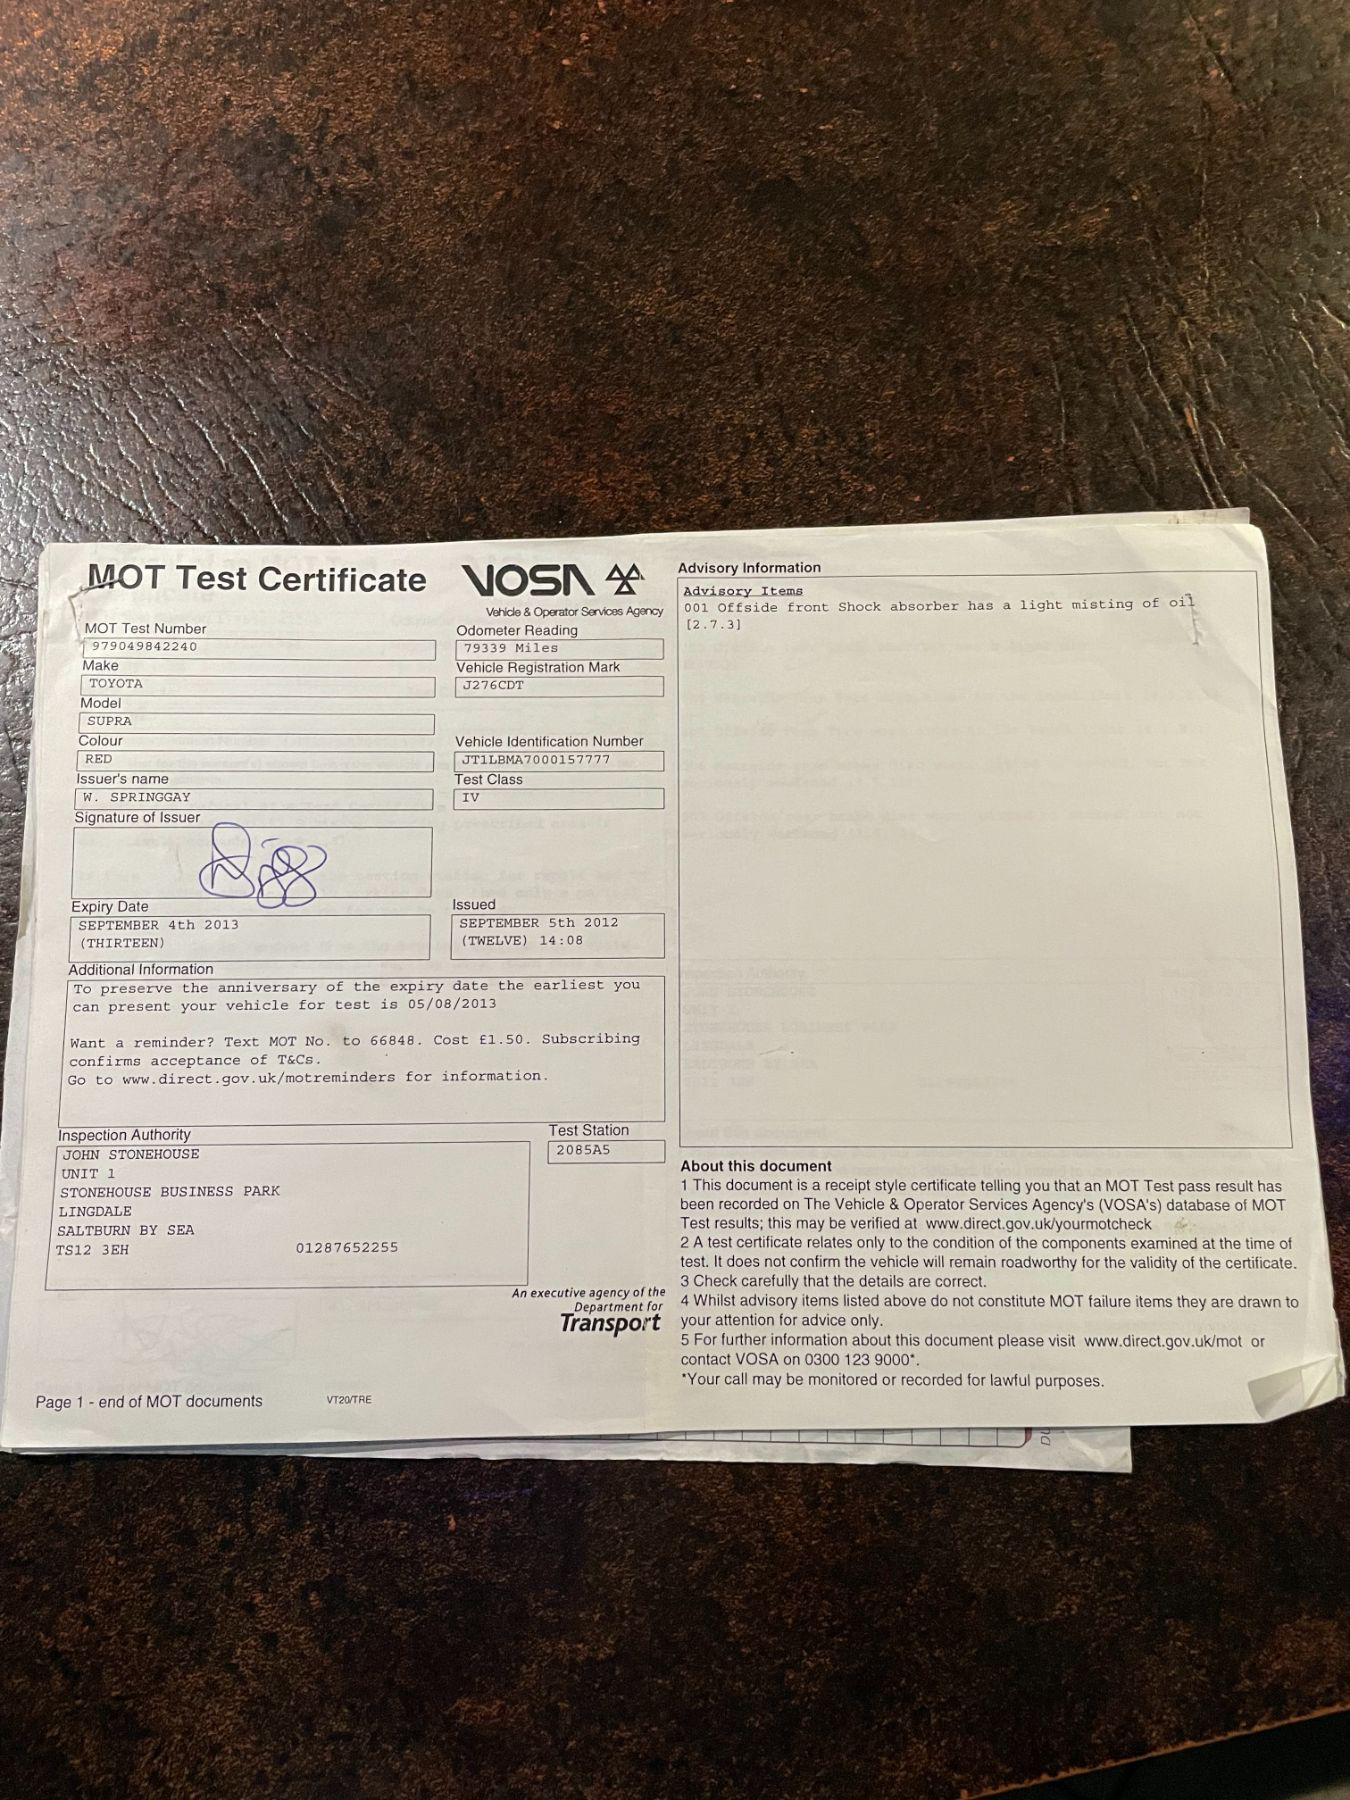 MOT Test Certificate
VOSA
Vehicle & Operator Services Agency
MOT Test Number
979049842240
Odometer Reading
79339 Miles
Make
TOYOTA
Vehicle Registration Mark
J276CDT
Model
SUPRA
Colour
RED
Vehicle Identification Number
JT1LBMA7000157777
Issuer's name
W. SPRINGGAY
Test Class
IV
Signature of Issuer
Expiry Date
SEPTEMBER 4th 2013
(THIRTEEN)
Issued
SEPTEMBER 5th 2012
(TWELVE) 14:08
Additional Information
To preserve the anniversary of the expiry date the earliest you
can present your vehicle for test is 05/08/2013
Want a reminder? Text MOT No. to 66848. Cost £1.50. Subscribing
confirms acceptance of T&Cs.
Go to www.direct.gov.uk/motreminders for information.
Inspection Authority
JOHN STONEHOUSE
UNIT 1
STONEHOUSE BUSINESS PARK
LINGDALE
SALTBURN BY SEA
TS12 3EH 01287652255
Test Station
2085A5
An executive agency of the
Department for
Transport
Page 1 - end of MOT documents VT20/TRE
Advisory Information
Advisory Items
001 Offside front Shock absorber has a light misting of oil
[2.7.3]
About this document
1 This document is a receipt style certificate telling you that an MOT Test pass result has
been recorded on The Vehicle & Operator Services Agency's (VOSA's) database of MOT
Test results; this may be verified at www.direct.gov.uk/yourmotcheck
2 A test certificate relates only to the condition of the components examined at the time of
test. It does not confirm the vehicle will remain roadworthy for the validity of the certificate.
3 Check carefully that the details are correct.
4 Whilst advisory items listed above do not constitute MOT failure items they are drawn to
your attention for advice only.
5 For further information about this document please visit www.direct.gov.uk/mot or
contact VOSA on 0300 123 9000*.
*Your call may be monitored or recorded for lawful purposes.